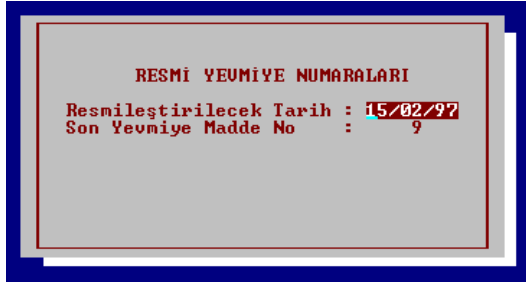 RESMİ YEVMİYE NUMARALARI
Resmileştirilecek Tarih : 15/02/97
Son Yevmiye Madde No : 9